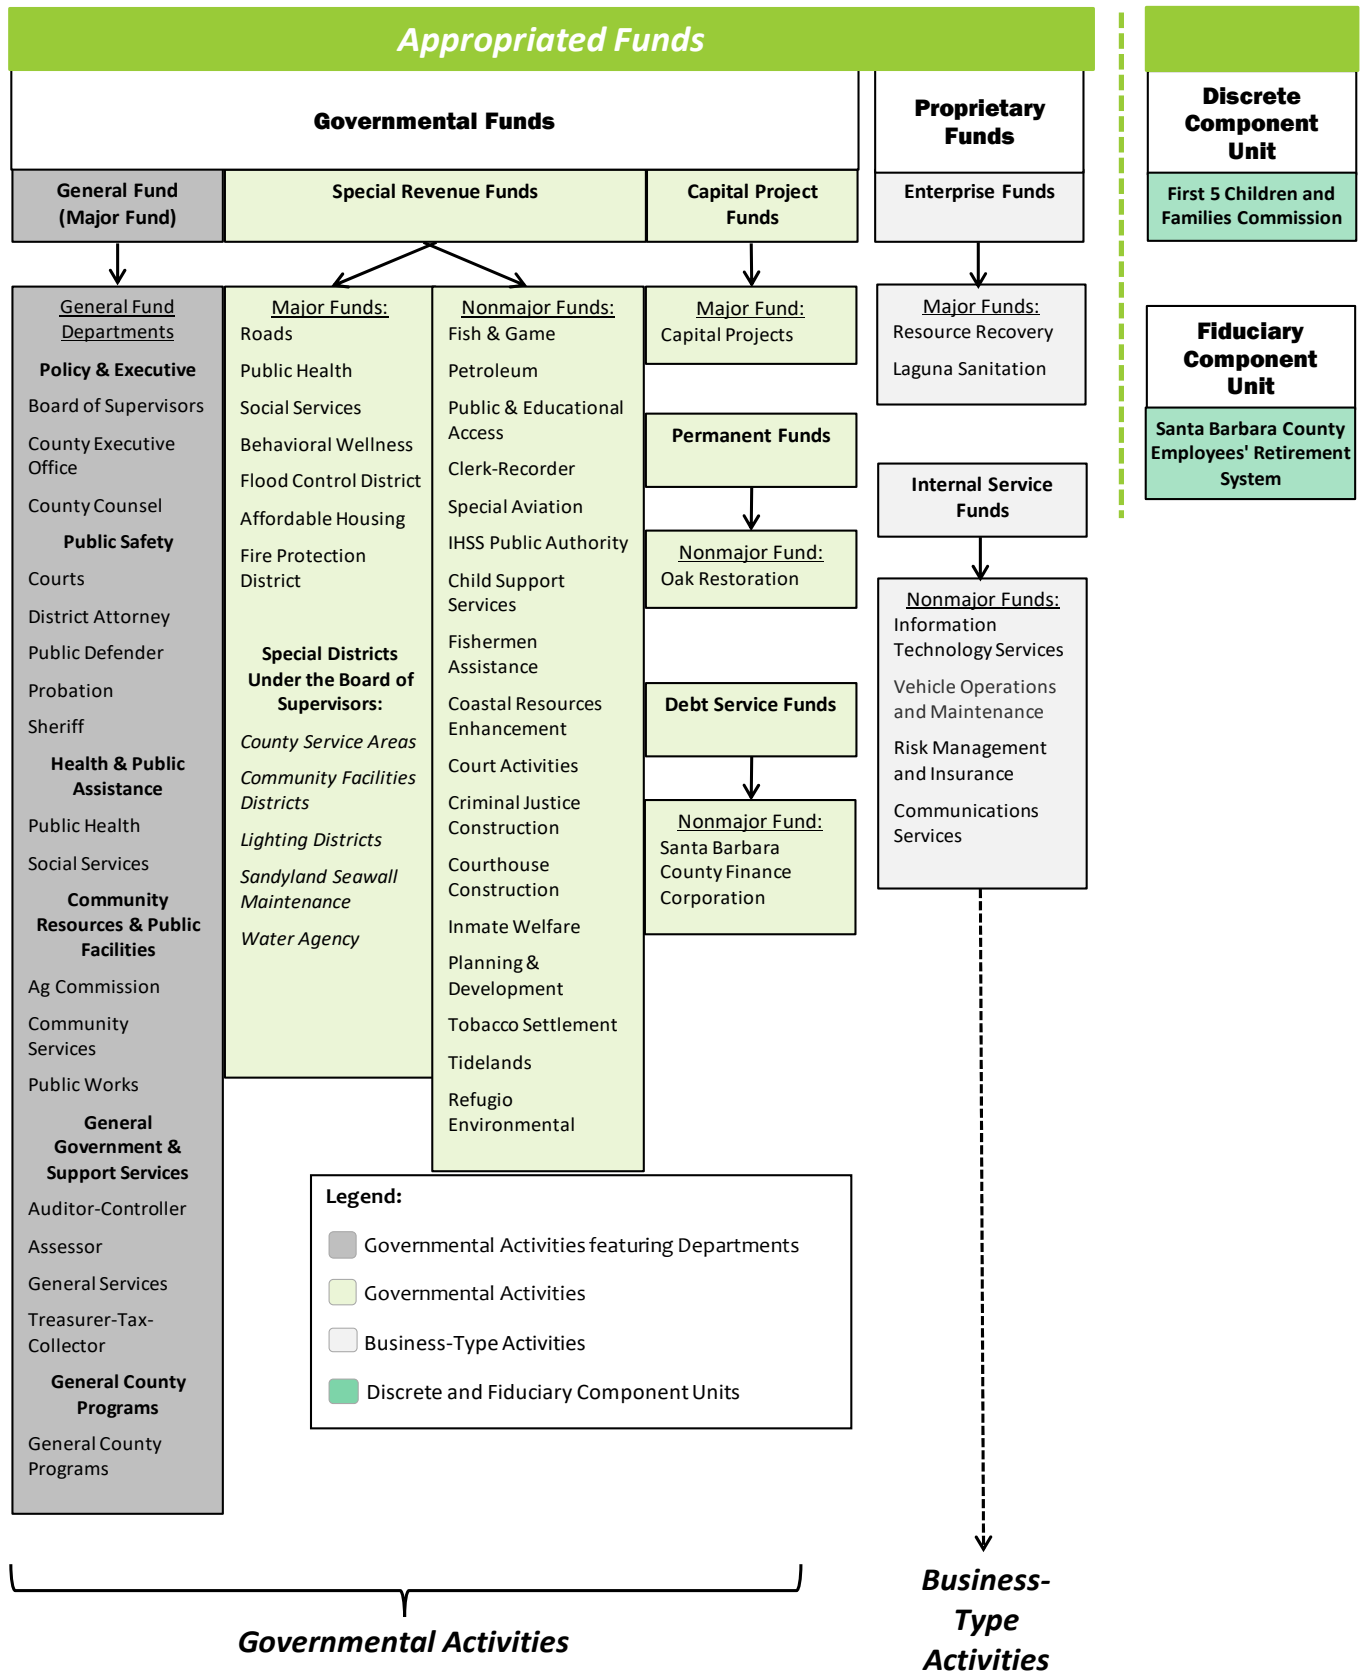 Appropriated Funds
Governmental Funds
Proprietary
Funds
Discrete
Component
Unit
General Fund
(Major Fund)
Special Revenue Funds
Capital Project
Funds
Enterprise Funds
First 5 Children and
Families Commission
General Fund
Departments
Policy & Executive
Board of Supervisors
County Executive
Office
County Counsel
Public Safety
Courts
District Attorney
Public Defender
Probation
Sheriff
Health & Public
Assistance
Public Health
Social Services
Community
Resources & Public
Facilities
Ag Commission
Community
Services
Public Works
General
Government &
Support Services
Auditor-Controller
Assessor
General Services
Treasurer-Tax-
Collector
General County
Programs
General County
Programs
Major Funds:
Roads
Public Health
Social Services
Behavioral Wellness
Flood Control District
Affordable Housing
Fire Protection
District
Special Districts
Under the Board of
Supervisors:
County Service Areas
Community Facilities
Districts
Lighting Districts
Sandyland Seawall
Maintenance
Water Agency
Nonmajor Funds:
Fish & Game
Petroleum
Public & Educational
Access
Clerk-Recorder
Special Aviation
IHSS Public Authority
Child Support
Services
Fishermen
Assistance
Coastal Resources
Enhancement
Court Activities
Criminal Justice
Construction
Courthouse
Construction
Inmate Welfare
Planning &
Development
Tobacco Settlement
Tidelands
Refugio
Environmental
Major Fund:
Capital Projects
Permanent Funds
Nonmajor Fund:
Oak Restoration
Debt Service Funds
Nonmajor Fund:
Santa Barbara
County Finance
Corporation
Major Funds:
Resource Recovery
Laguna Sanitation
Internal Service
Funds
Nonmajor Funds:
Information
Technology Services
Vehicle Operations
and Maintenance
Risk Management
and Insurance
Communications
Services
Fiduciary
Component
Unit
Santa Barbara County
Employees' Retirement
System
Legend:
Governmental Activities featuring Departments
Governmental Activities
Business-Type Activities
Discrete and Fiduciary Component Units
Governmental Activities
Business-
Type
Activities